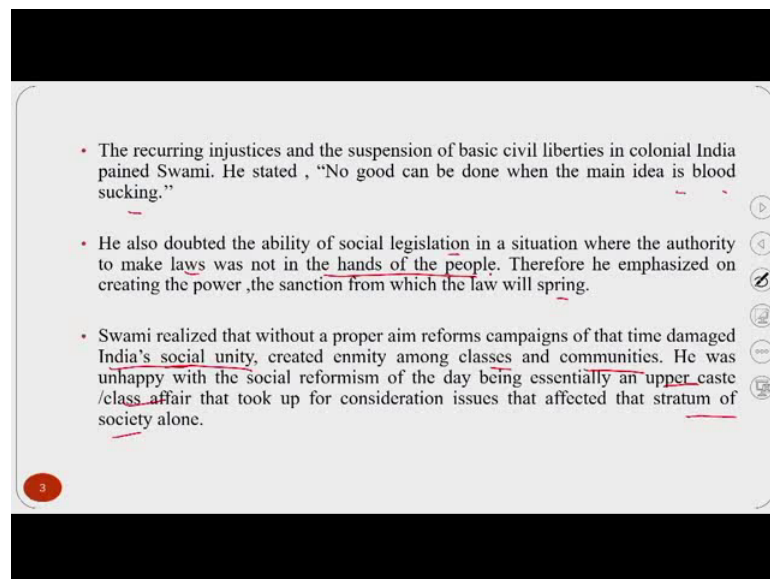 • The recurring injustices and the suspension of basic civil liberties in colonial India
pained Swami. He stated , “No good can be done when the main idea is blood
sucking.”
• He also doubted the ability of social legislation in a situation where the authority
to make laws was not in the hands of the people. Therefore he emphasized on
creating the power ,the sanction from which the law will spring.
• Swami realized that without a proper aim reforms campaigns of that time damaged
India’s social unity, created enmity among classes and communities. He was
unhappy with the social reformism of the day being essentially an upper caste
/class affair that took up for consideration issues that affected that stratum of
society alone.
3